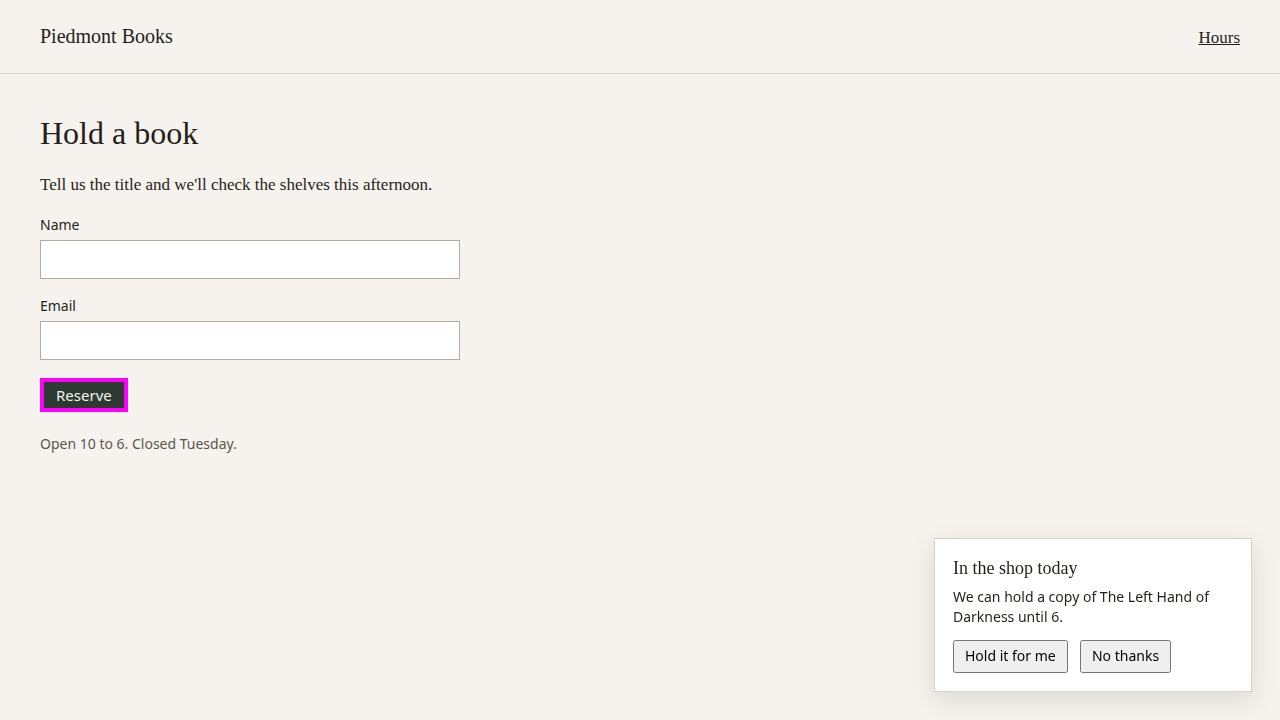 Piedmont Books
Hours
Hold a book
Tell us the title and we'll check the shelves this afternoon.
Name
Email
Reserve
Open 10 to 6. Closed Tuesday.
In the shop today
We can hold a copy of The Left Hand of
Darkness until 6.
Hold it for me
No thanks